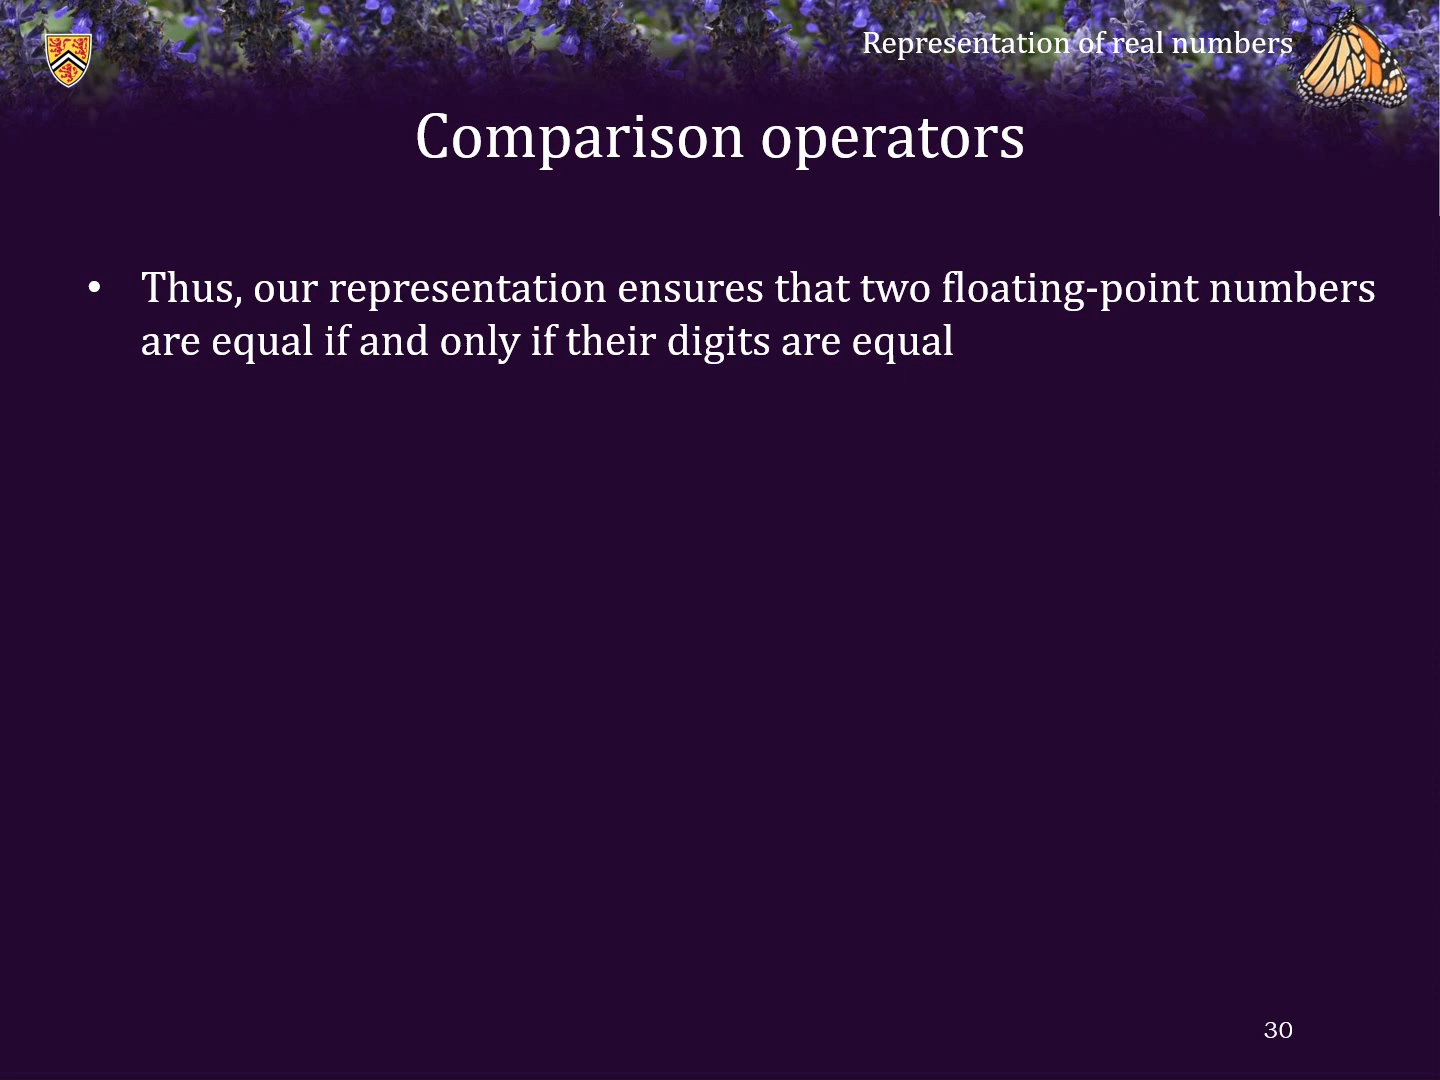 Representation of real numbers
Comparison operators
• Thus, our representation ensures that two floating-point numbers
are equal if and only if their digits are equal
30